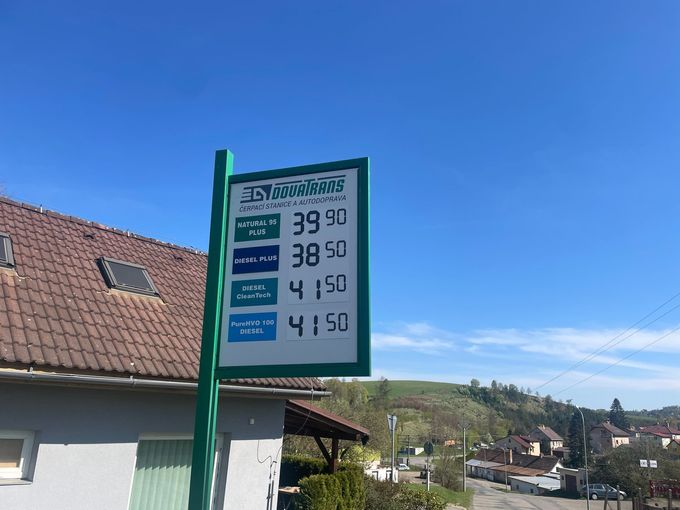 DOVATRANS
ČERPACÍ STANICE A AUTODOPRAVA
NATURAL 95 PLUS 39 90
DIESEL PLUS 38 50
DIESEL CleanTech 41 50
PureHVO 100 DIESEL 41 50